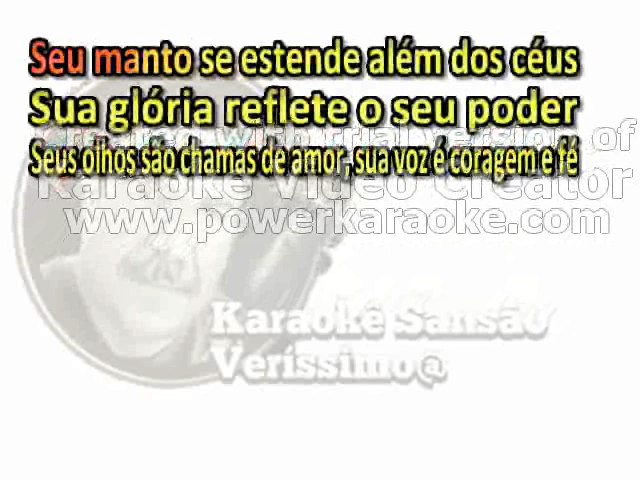 Seu manto se estende além dos céus
Sua glória reflete o seu poder
Created with trial version of
Seus olhos são chamas de amor, sua voz é coragem e fé
Karaoke Video Creator
www.powerkaraoke.com
Karaokê Sansão
Veríssimo@